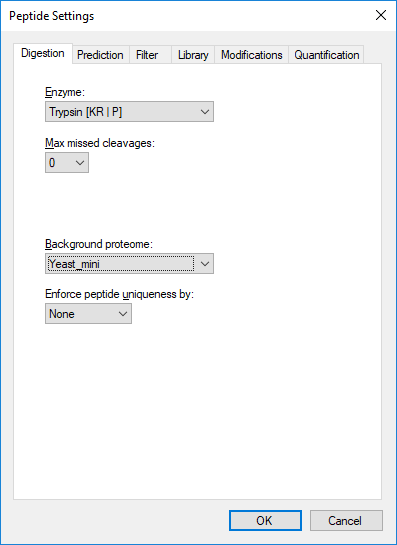 Peptide Settings
Digestion Prediction Filter Library Modifications Quantification
Enzyme:
Trypsin [KR | P]
Max missed cleavages:
0
Background proteome:
Yeast_mini
Enforce peptide uniqueness by:
None
OK Cancel